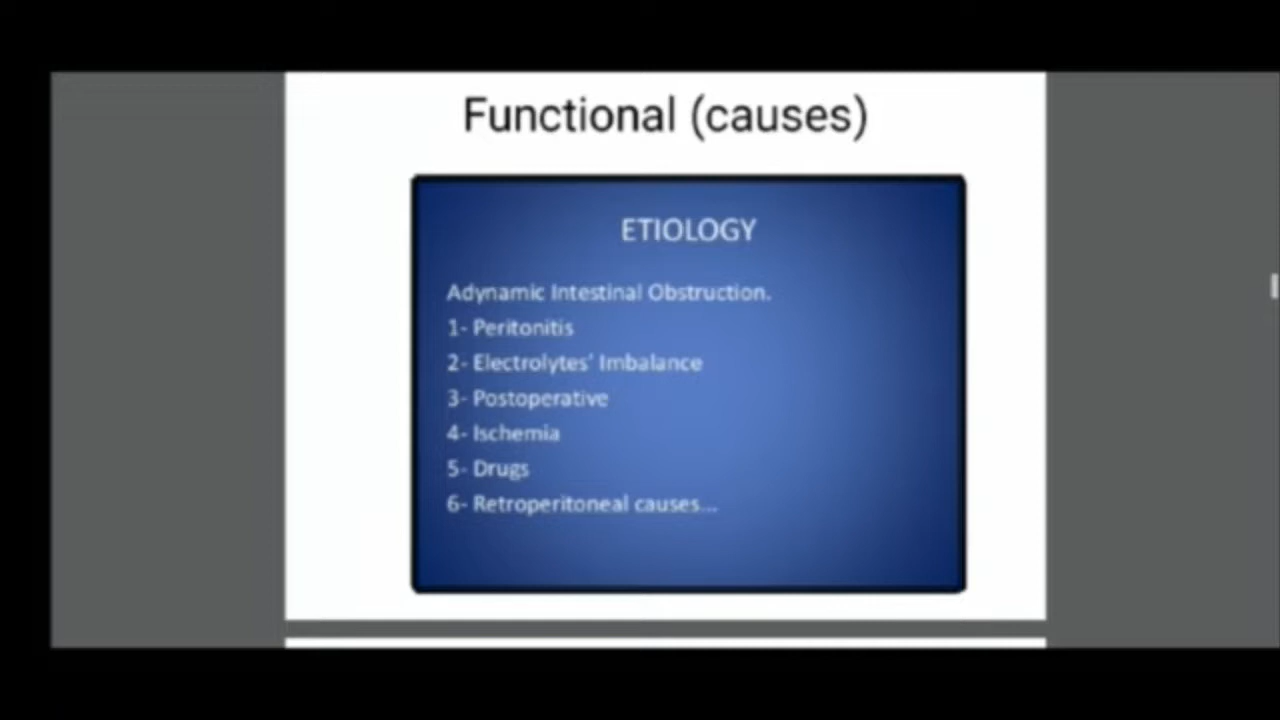 Functional (causes)
ETIOLOGY
Adynamic Intestinal Obstruction.
1- Peritonitis
2- Electrolytes' Imbalance
3- Postoperative
4- Ischemia
5- Drugs
6- Retroperitoneal causes...